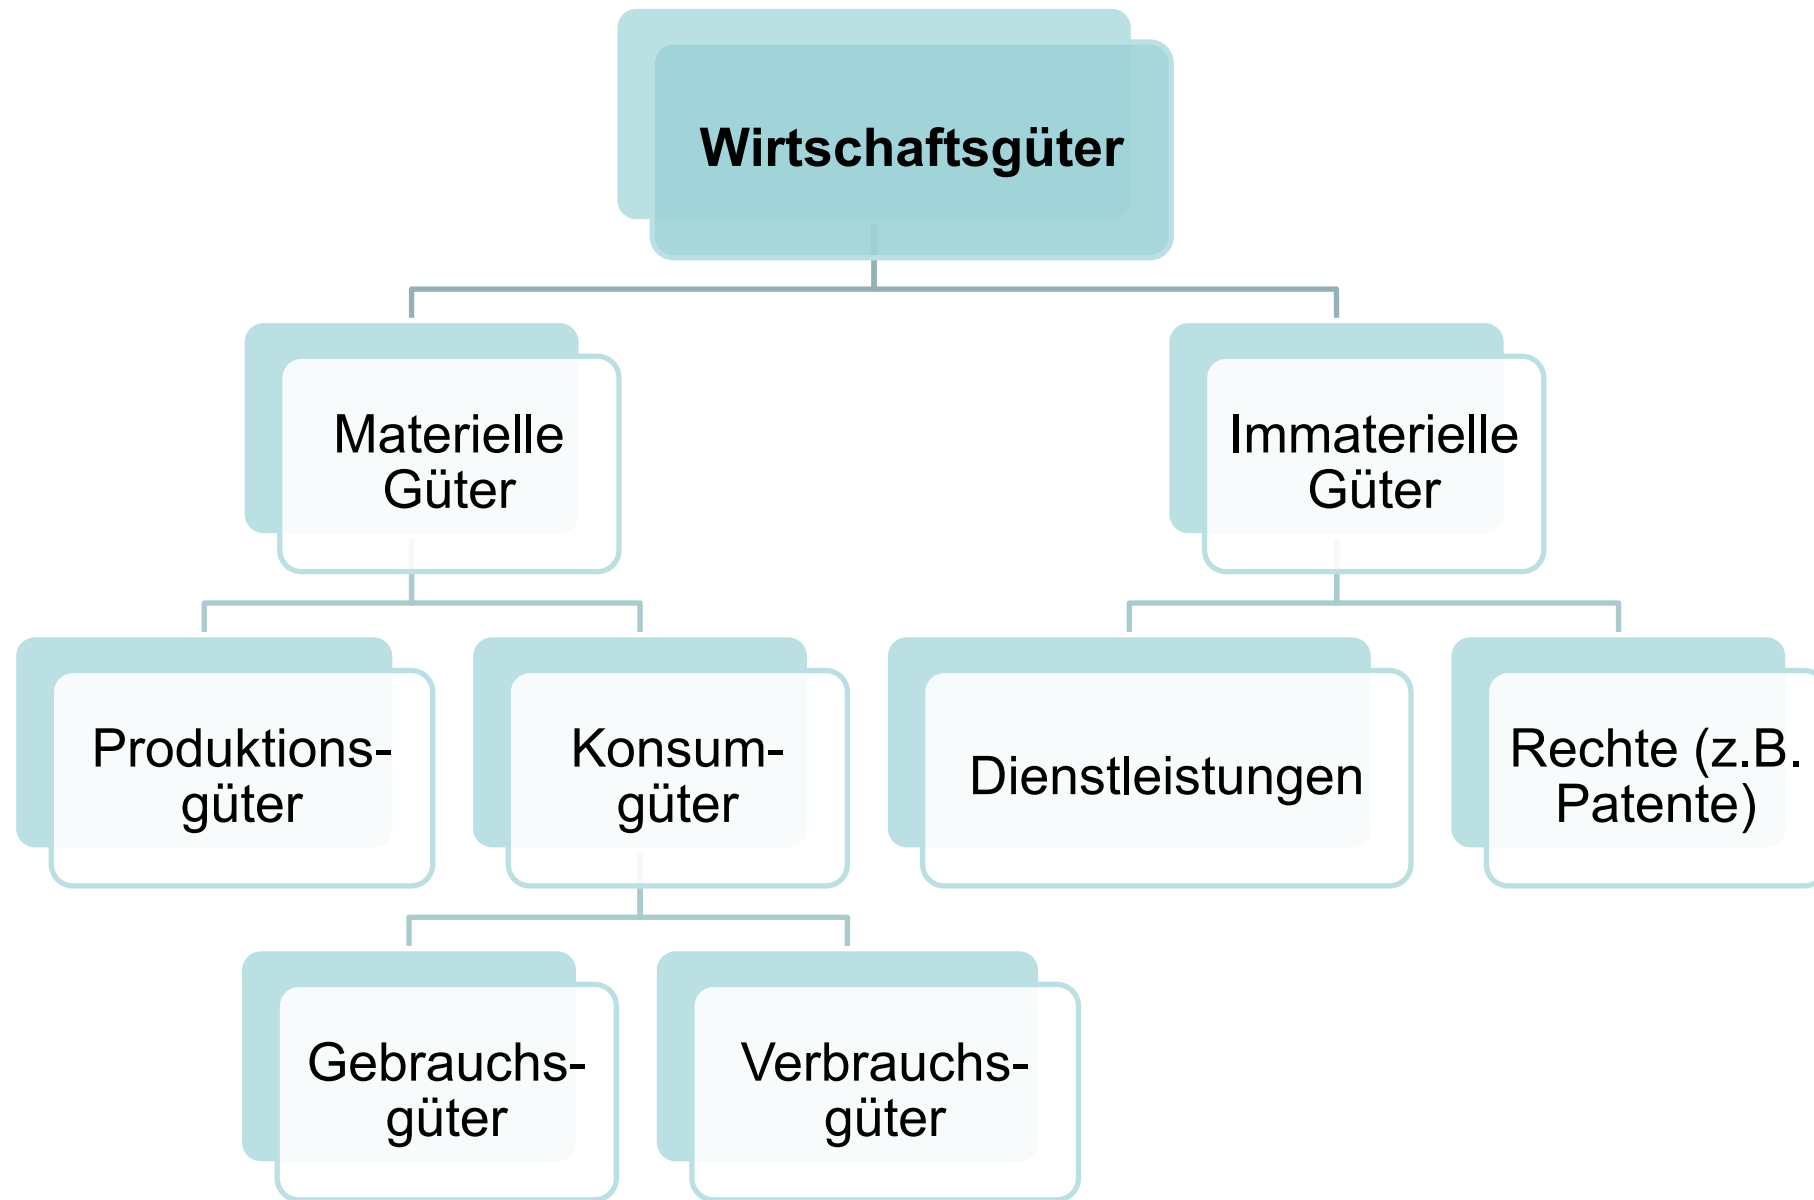 Wirtschaftsgüter
Materielle
Güter
Immaterielle
Güter
Produktions-
güter
Konsum-
güter
Dienstleistungen
Rechte (z.B.
Patente)
Gebrauchs-
güter
Verbrauchs-
güter